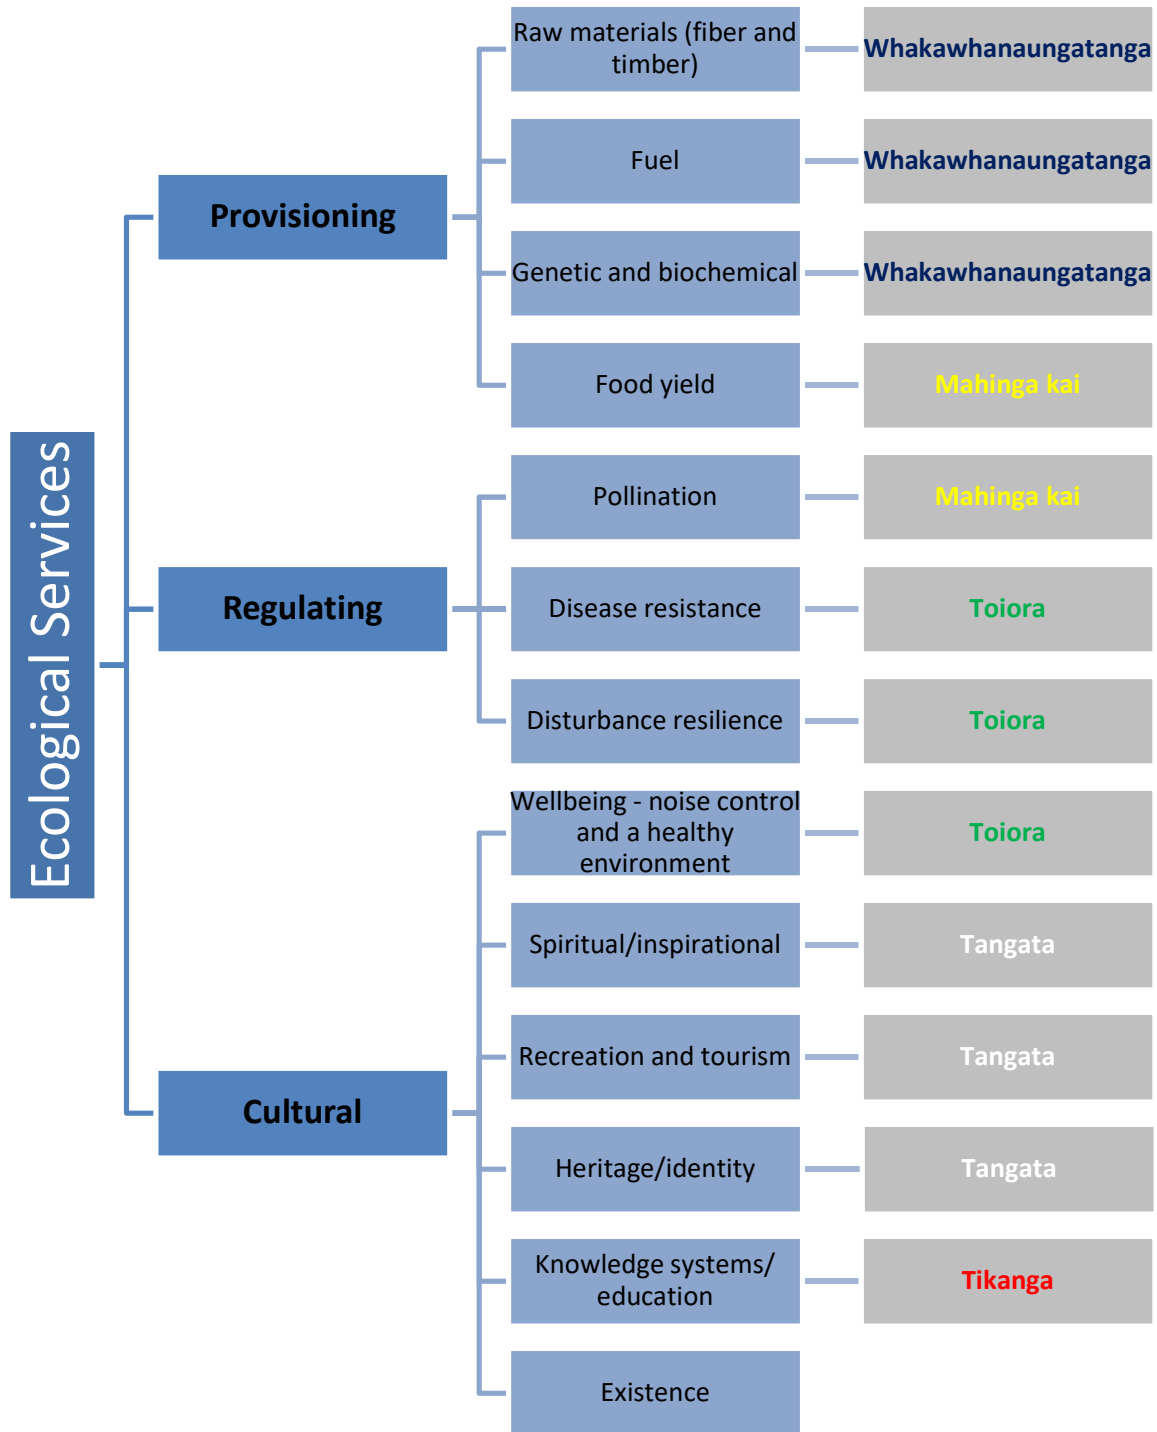 Ecological Services
Provisioning
Raw materials (fiber and
timber)
Whakawhanaungatanga
Fuel
Whakawhanaungatanga
Genetic and biochemical
Whakawhanaungatanga
Food yield
Mahinga kai
Regulating
Pollination
Mahinga kai
Disease resistance
Toiora
Disturbance resilience
Toiora
Cultural
Wellbeing - noise control
and a healthy
environment
Toiora
Spiritual/inspirational
Tangata
Recreation and tourism
Tangata
Heritage/identity
Tangata
Knowledge systems/
education
Tikanga
Existence